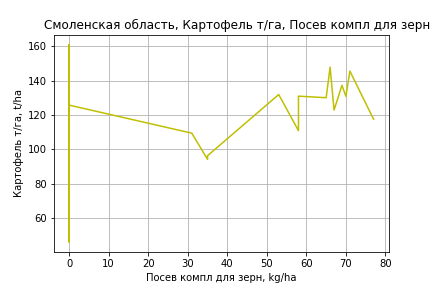 Смоленская область, Картофель т/га, Посев компл для зерн
160
140
120
100
80
60
Картофель т/га, t/ha
0 10 20 30 40 50 60 70 80
Посев компл для зерн, kg/ha